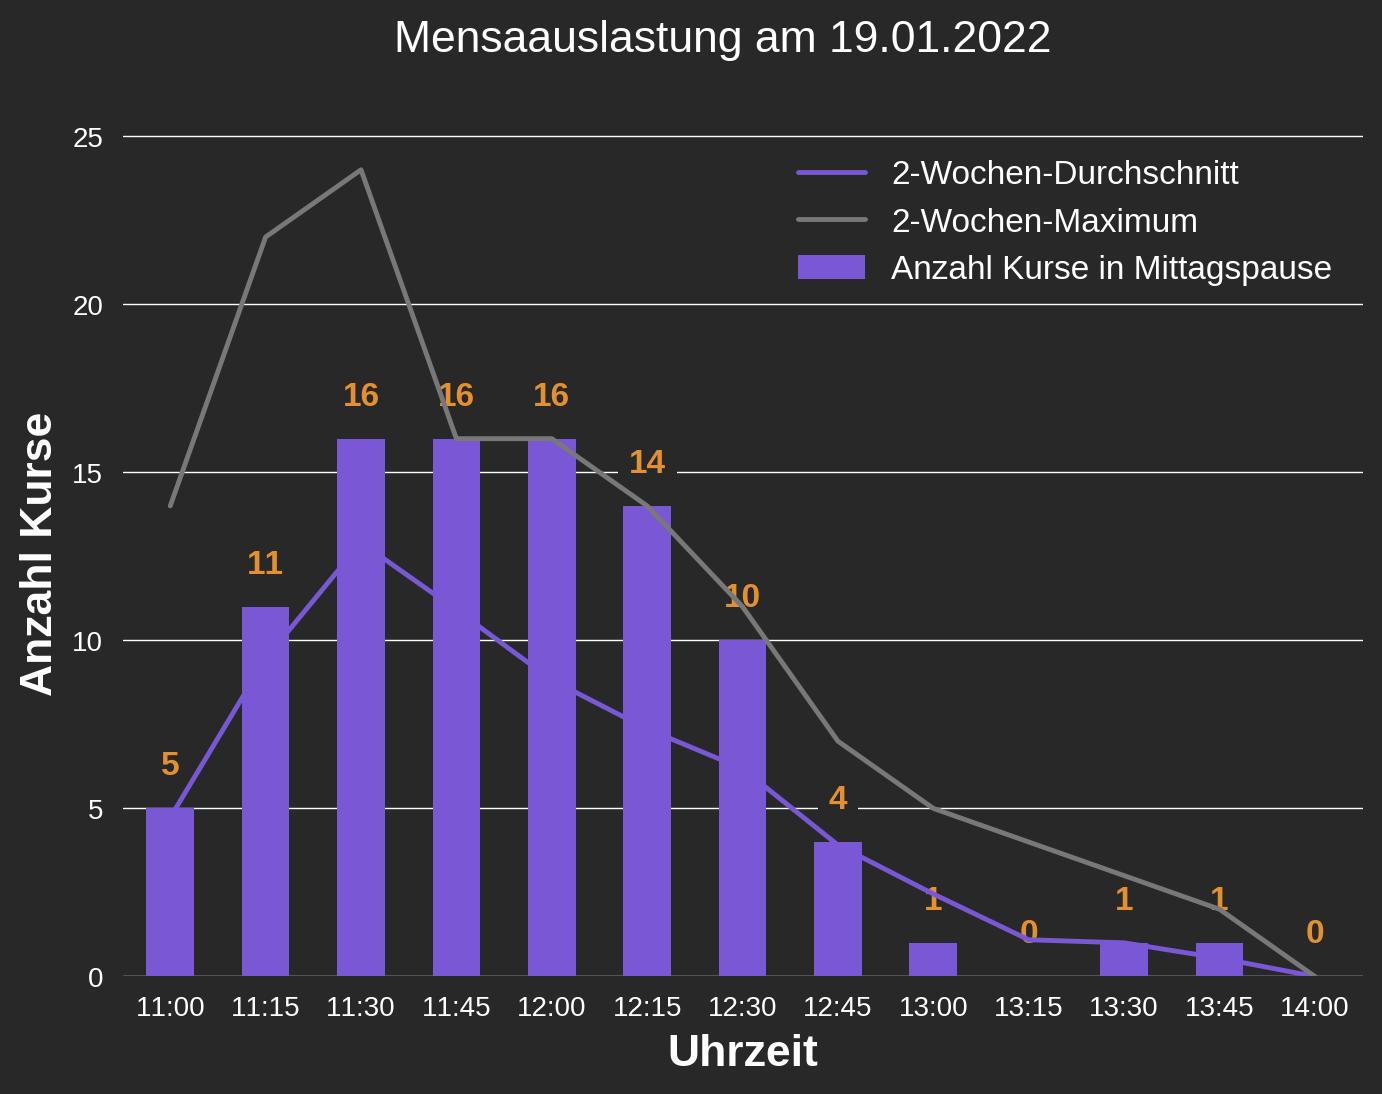 Mensaauslastung am 19.01.2022
25
2-Wochen-Durchschnitt
2-Wochen-Maximum
Anzahl Kurse in Mittagspause
20
16 16 16
15
14
11
10
10
5
5
4
1 1 1
0 0
0
Anzahl Kurse
11:00 11:15 11:30 11:45 12:00 12:15 12:30 12:45 13:00 13:15 13:30 13:45 14:00
Uhrzeit